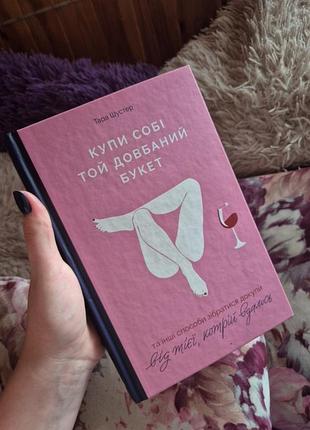 Тара Шустер
КУПИ СОБІ
ТОЙ ДОВБАНИЙ
БУКЕТ
та інші способи зібратися докупи
від тієї, котрій вдалось